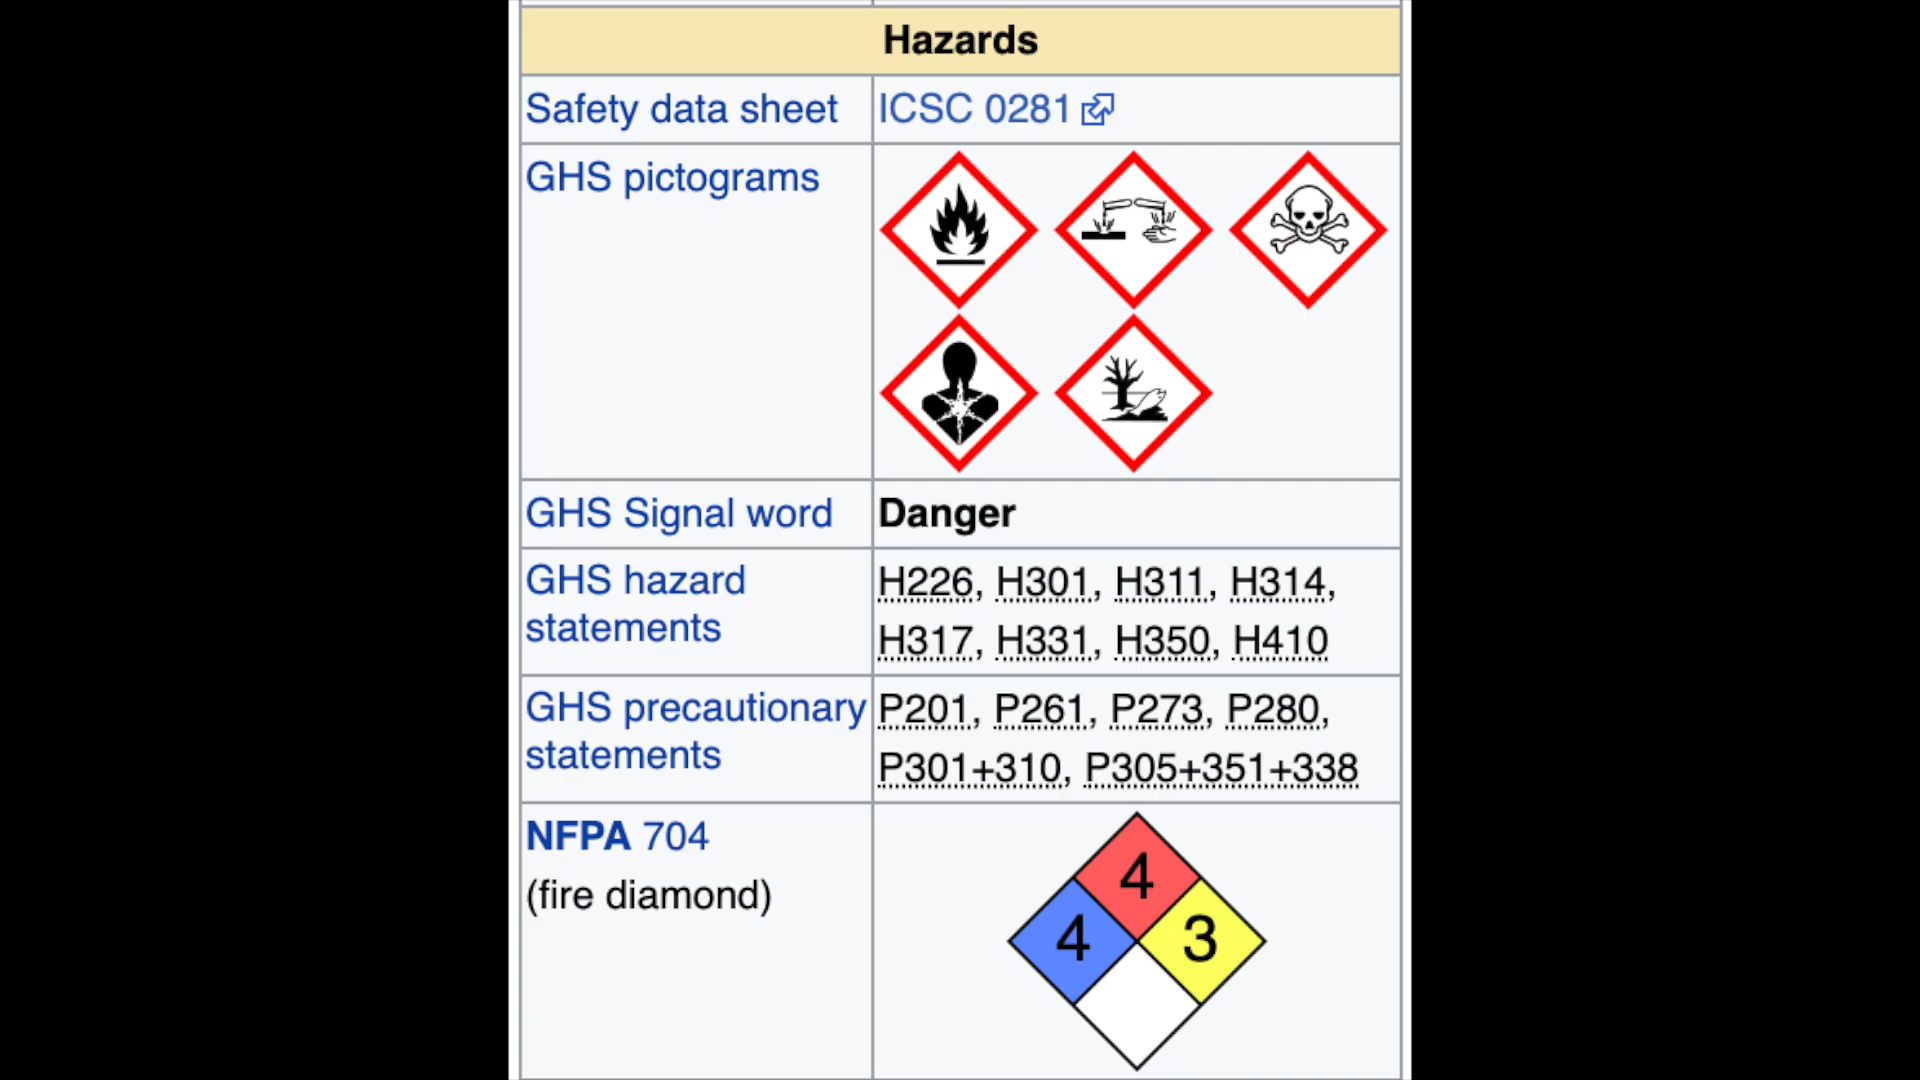 Hazards
Safety data sheet ICSC 0281
GHS pictograms
GHS Signal word Danger
GHS hazard statements H226, H301, H311, H314,
H317, H331, H350, H410
GHS precautionary statements P201, P261, P273, P280,
P301+310, P305+351+338
NFPA 704
(fire diamond)
4
4 3